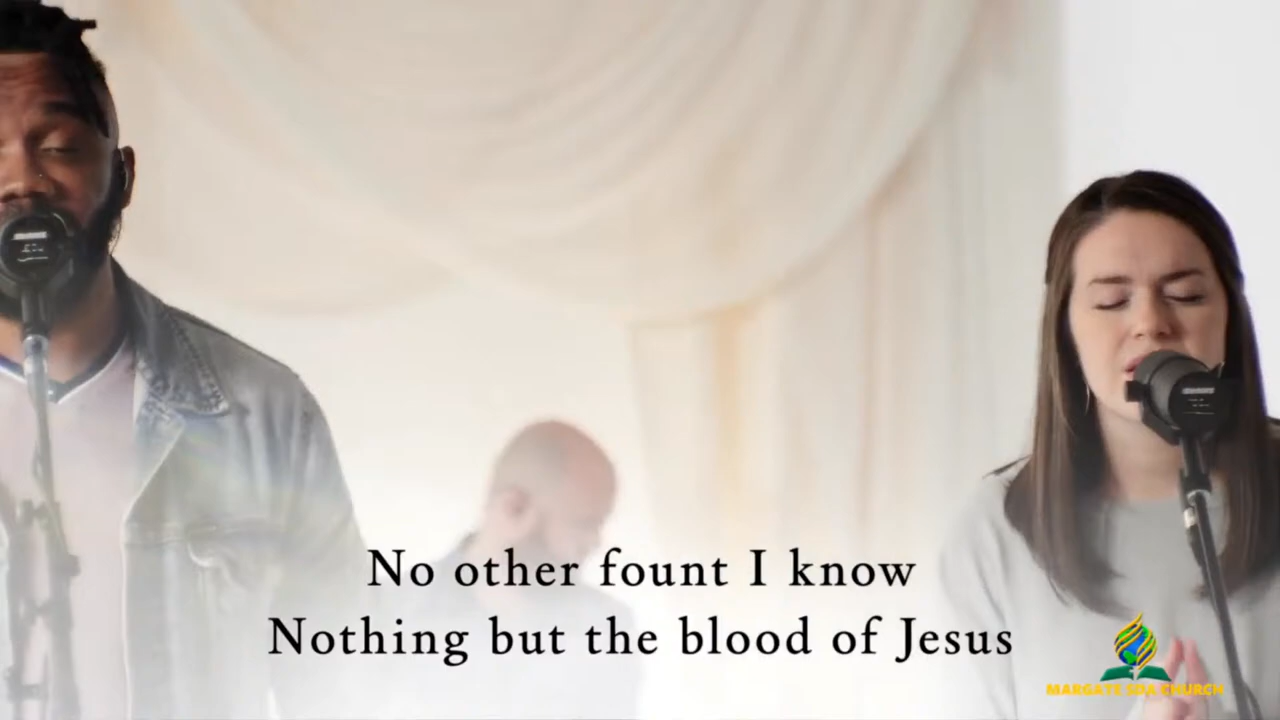 No other fount I know
Nothing but the blood of Jesus
MARGATE SDA CHURCH